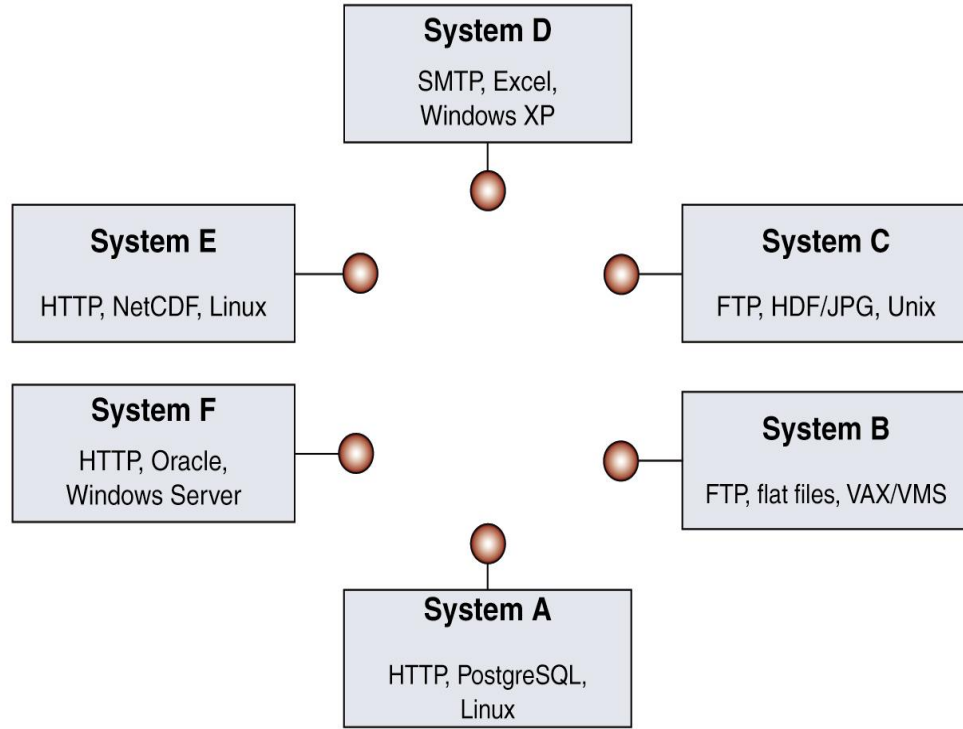 System D
SMTP, Excel,
Windows XP
System E
HTTP, NetCDF, Linux
System C
FTP, HDF/JPG, Unix
System F
HTTP, Oracle,
Windows Server
System B
FTP, flat files, VAX/VMS
System A
HTTP, PostgreSQL,
Linux